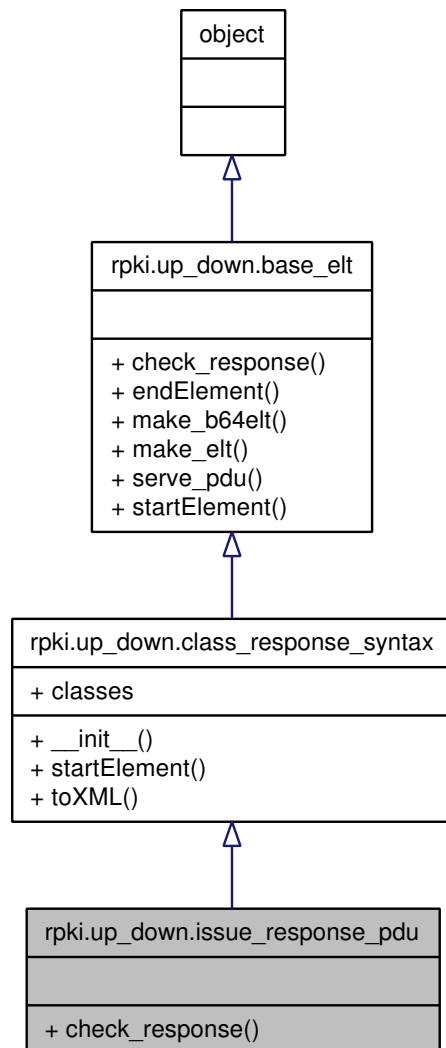 object
rpki.up_down.base_elt
+ check_response()
+ endElement()
+ make_b64elt()
+ make_elt()
+ serve_pdu()
+ startElement()
rpki.up_down.class_response_syntax
+ classes
+ __init__()
+ startElement()
+ toXML()
rpki.up_down.issue_response_pdu
+ check_response()